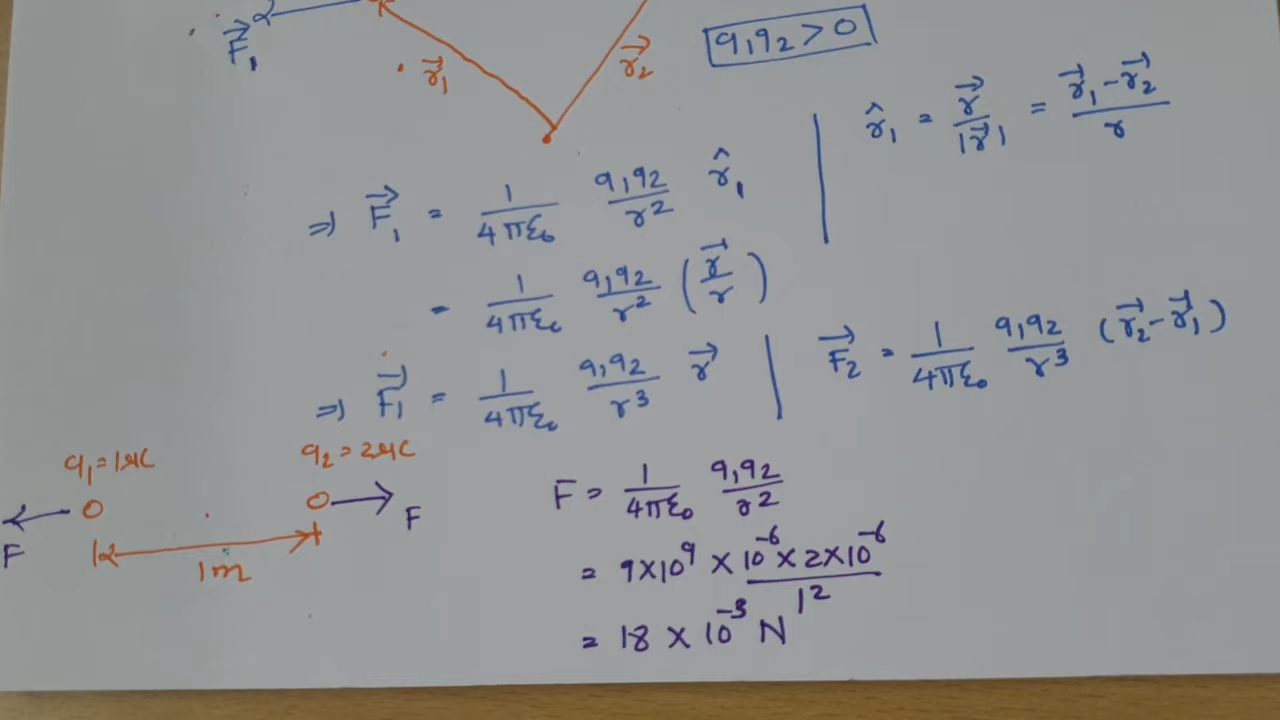 F⃗₁
r⃗₁
r⃗₂
q₁q₂ > 0
r̂₁ = r⃗/|r⃗| = (r⃗₁ - r⃗₂)/r
⇒ F⃗₁ = 1/(4πε₀) q₁q₂/r² r̂₁
= 1/(4πε₀) q₁q₂/r² (r⃗/r)
⇒ F⃗₁ = 1/(4πε₀) q₁q₂/r³ r⃗
F⃗₂ = 1/(4πε₀) q₁q₂/r³ (r⃗₂ - r⃗₁)
q₁ = 1μC
q₂ = 2μC
F
F
1m
F = 1/(4πε₀) q₁q₂/r²
= 9×10⁹ × (10⁻⁶ × 2×10⁻⁶)/1²
= 18 × 10⁻³ N